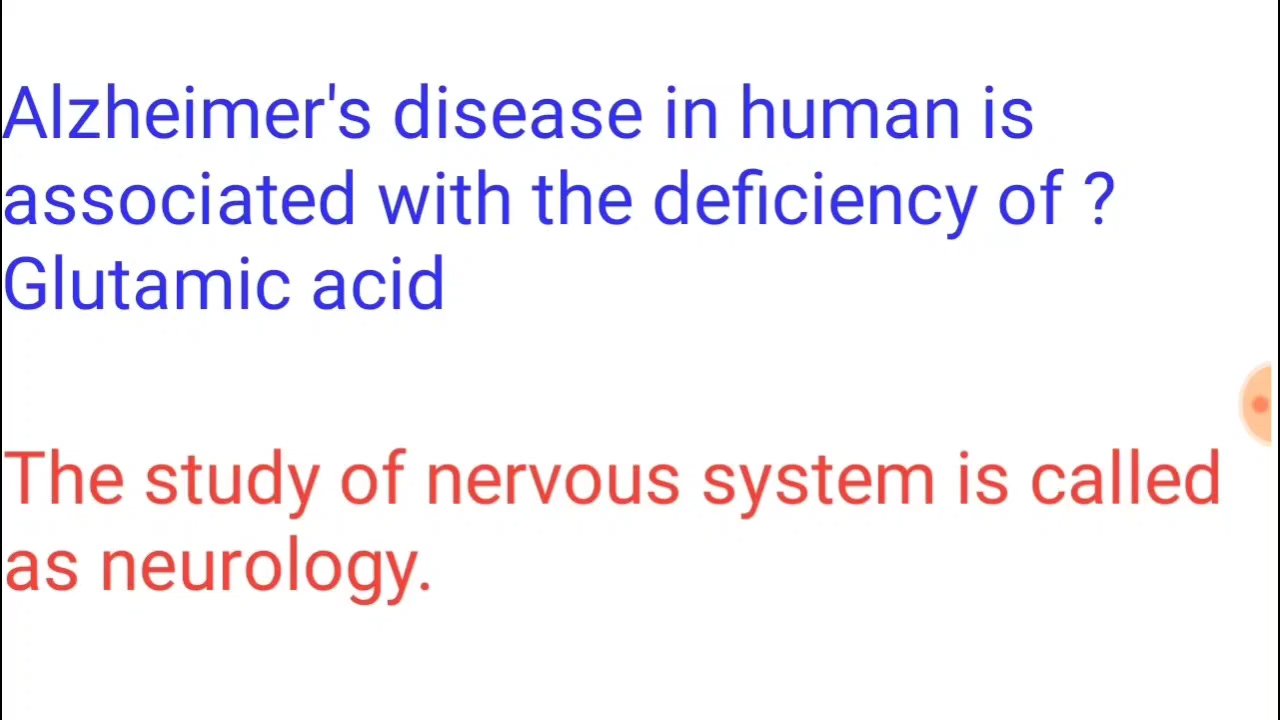 Alzheimer's disease in human is
associated with the deficiency of ?
Glutamic acid
The study of nervous system is called
as neurology.